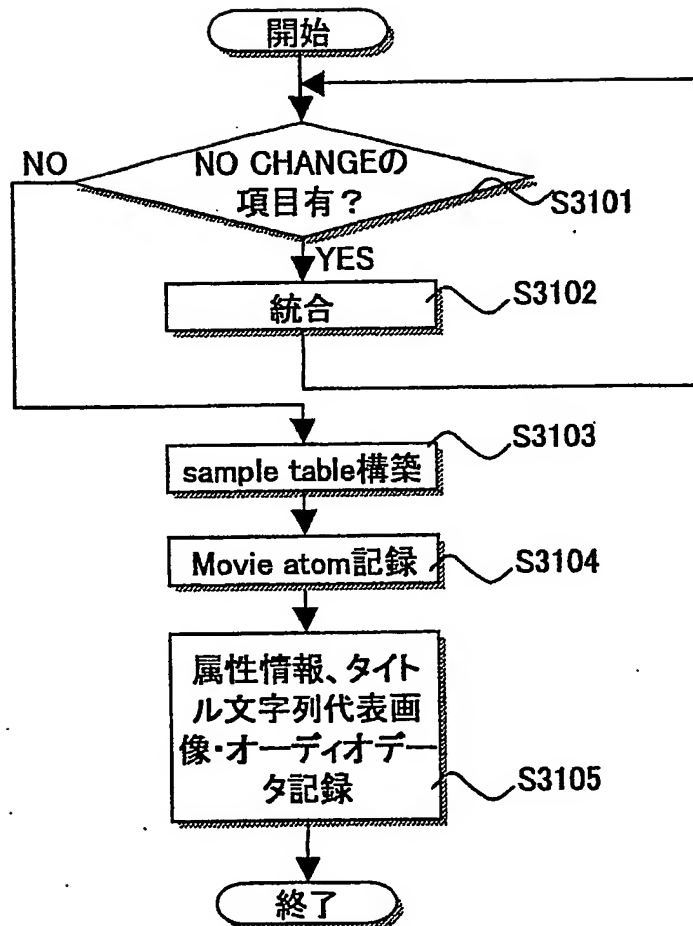 開始
NO
NO CHANGEの
項目有？
S3101
YES
統合
S3102
S3103
sample table構築
Movie atom記録
S3104
属性情報、タイト
ル文字列代表画
像・オーディオデー
タ記録
S3105
終了